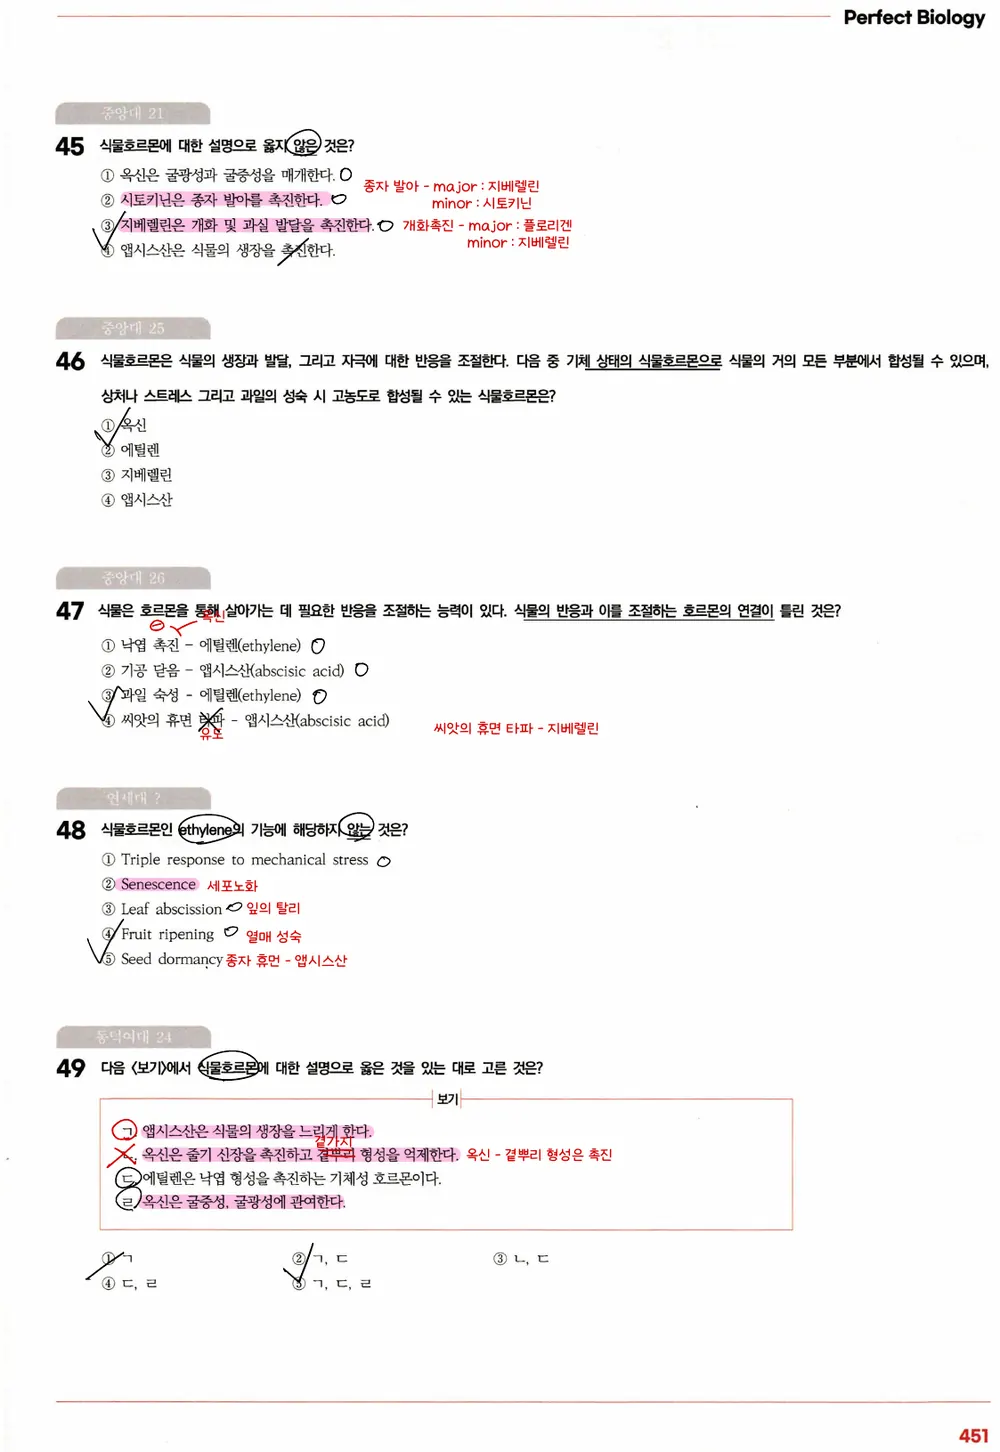 Perfect Biology
중앙대 21
45 식물호르몬에 대한 설명으로 옳지 않은 것은?
① 옥신은 굴광성과 굴중성을 매개한다.
종자 발아 - major : 지베렐린
② 시토키닌은 종자 발아를 촉진한다.
minor : 시토키닌
③ 지베렐린은 개화 및 과실 발달을 촉진한다. 개화촉진 - major : 플로리겐
minor : 지베렐린
④ 앱시스산은 식물의 생장을 촉진한다.
중앙대 25
46 식물호르몬은 식물의 생장과 발달, 그리고 자극에 대한 반응을 조절한다. 다음 중 기체 상태의 식물호르몬으로 식물의 거의 모든 부분에서 합성될 수 있으며,
상처나 스트레스 그리고 과일의 성숙 시 고농도로 합성될 수 있는 식물호르몬은?
① 옥신
② 에틸렌
③ 지베렐린
④ 앱시스산
중앙대 26
47 식물은 호르몬을 통해 살아가는 데 필요한 반응을 조절하는 능력이 있다. 식물의 반응과 이를 조절하는 호르몬의 연결이 틀린 것은?
⊖ 옥신
① 낙엽 촉진 - 에틸렌(ethylene)
② 기공 닫음 - 앱시스산(abscisic acid)
③ 과일 숙성 - 에틸렌(ethylene)
④ 씨앗의 휴면 타파 - 앱시스산(abscisic acid)
유도
씨앗의 휴면 타파 - 지베렐린
연세대 ?
48 식물호르몬인 ethylene의 기능에 해당하지 않는 것은?
① Triple response to mechanical stress
② Senescence 세포노화
③ Leaf abscission 잎의 탈리
④ Fruit ripening 열매 성숙
⑤ Seed dormancy 종자 휴먼 - 앱시스산
동덕여대 24
49 다음 〈보기〉에서 식물호르몬에 대한 설명으로 옳은 것을 있는 대로 고른 것은?
보기
ㄱ. 앱시스산은 식물의 생장을 느리게 한다.
곁가지
ㄴ. 옥신은 줄기 신장을 촉진하고 곁뿌리 형성을 억제한다. 옥신 - 곁뿌리 형성은 촉진
ㄷ. 에틸렌은 낙엽 형성을 촉진하는 기체성 호르몬이다.
ㄹ. 옥신은 굴중성, 굴광성에 관여한다.
① ㄱ ② ㄱ, ㄷ ③ ㄴ, ㄷ
④ ㄷ, ㄹ ⑤ ㄱ, ㄷ, ㄹ
451